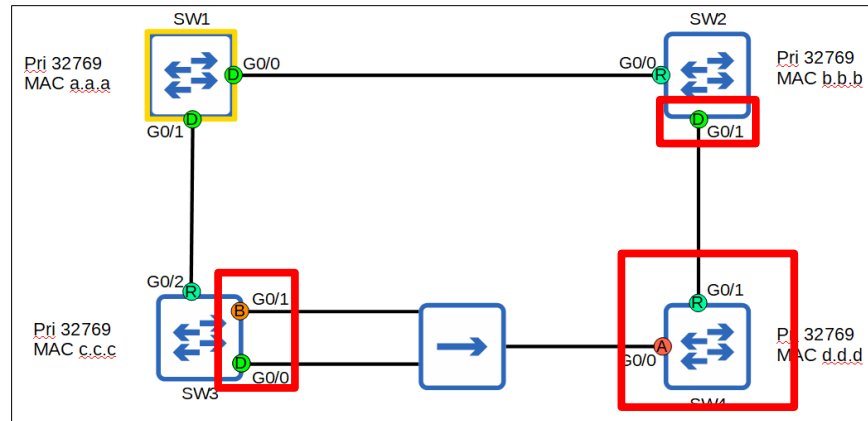 SW1
SW2
Pri 32769
MAC a.a.a
D
G0/0
G0/0
R
Pri 32769
MAC b.b.b
D
G0/1
D
G0/1
G0/2
R
G0/1
B
R
G0/1
Pri 32769
MAC c.c.c
Pri 32769
MAC d.d.d
D
G0/0
A
G0/0
SW3
SW4